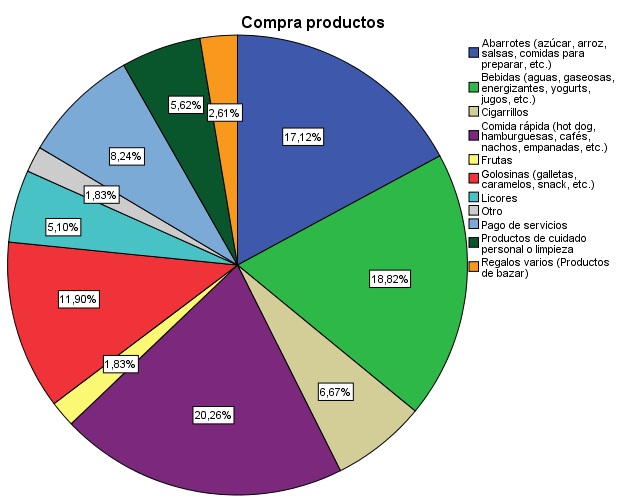 Compra productos
Abarrotes (azúcar, arroz,
salsas, comidas para
preparar, etc.)
Bebidas (aguas, gaseosas,
energizantes, yogurts,
jugos, etc.)
Cigarrillos
Comida rápida (hot dog,
hamburguesas, cafés,
nachos, empanadas, etc.)
Frutas
Golosinas (galletas,
caramelos, snack, etc.)
Licores
Otro
Pago de servicios
Productos de cuidado
personal o limpieza
Regalos varios (Productos
de bazar)
17,12%
18,82%
6,67%
20,26%
1,83%
11,90%
5,10%
1,83%
8,24%
5,62%
2,61%